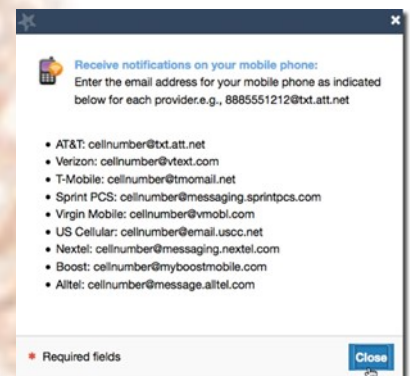 Receive notifications on your mobile phone:
Enter the email address for your mobile phone as indicated
below for each provider.e.g., 8885551212@txt.att.net
• AT&T: cellnumber@txt.att.net
• Verizon: cellnumber@vtext.com
• T-Mobile: cellnumber@tmomail.net
• Sprint PCS: cellnumber@messaging.sprintpcs.com
• Virgin Mobile: cellnumber@vmobl.com
• US Cellular: cellnumber@email.uscc.net
• Nextel: cellnumber@messaging.nextel.com
• Boost: cellnumber@myboostmobile.com
• Alltel: cellnumber@message.alltel.com
* Required fields
Close